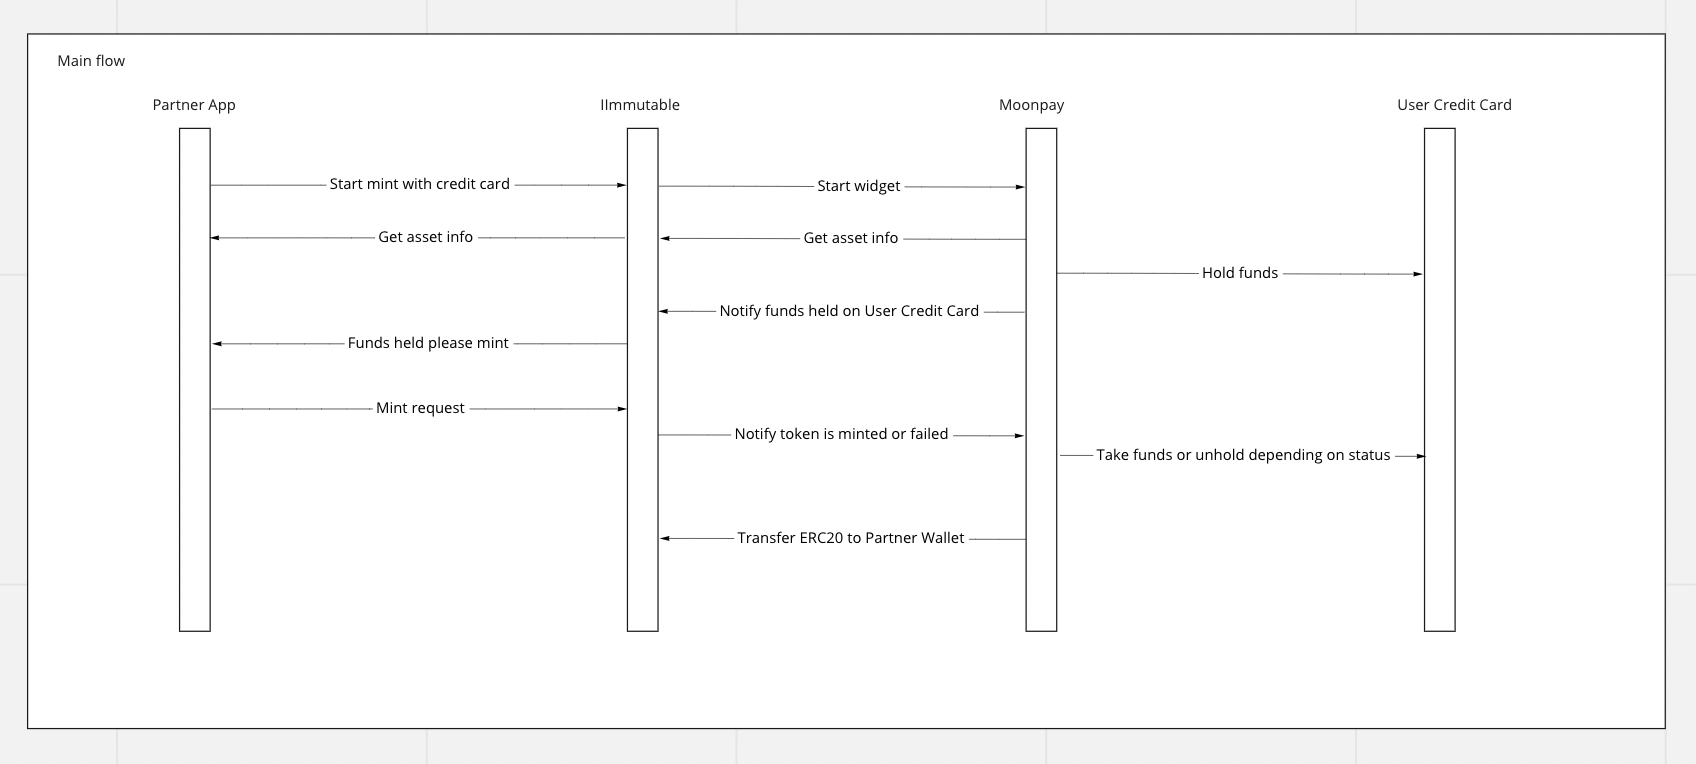 Main flow
Partner App
IImmutable
Moonpay
User Credit Card
Start mint with credit card
Start widget
Get asset info
Get asset info
Hold funds
Notify funds held on User Credit Card
Funds held please mint
Mint request
Notify token is minted or failed
Take funds or unhold depending on status
Transfer ERC20 to Partner Wallet